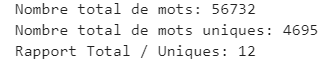 Nombre total de mots: 56732
Nombre total de mots uniques: 4695
Rapport Total / Uniques: 12